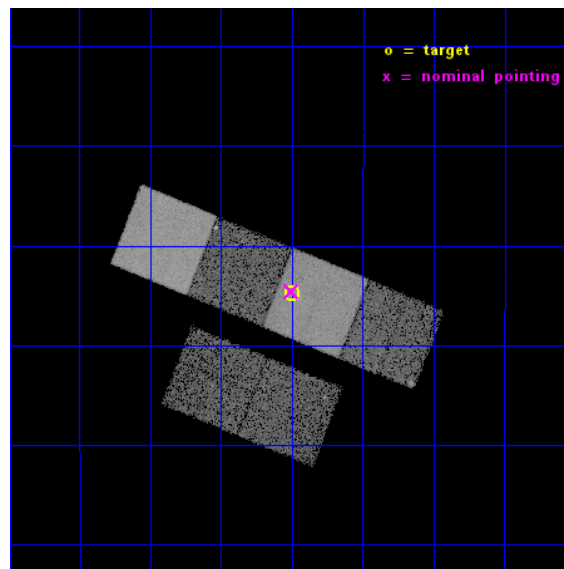 o = target
x = nominal pointing